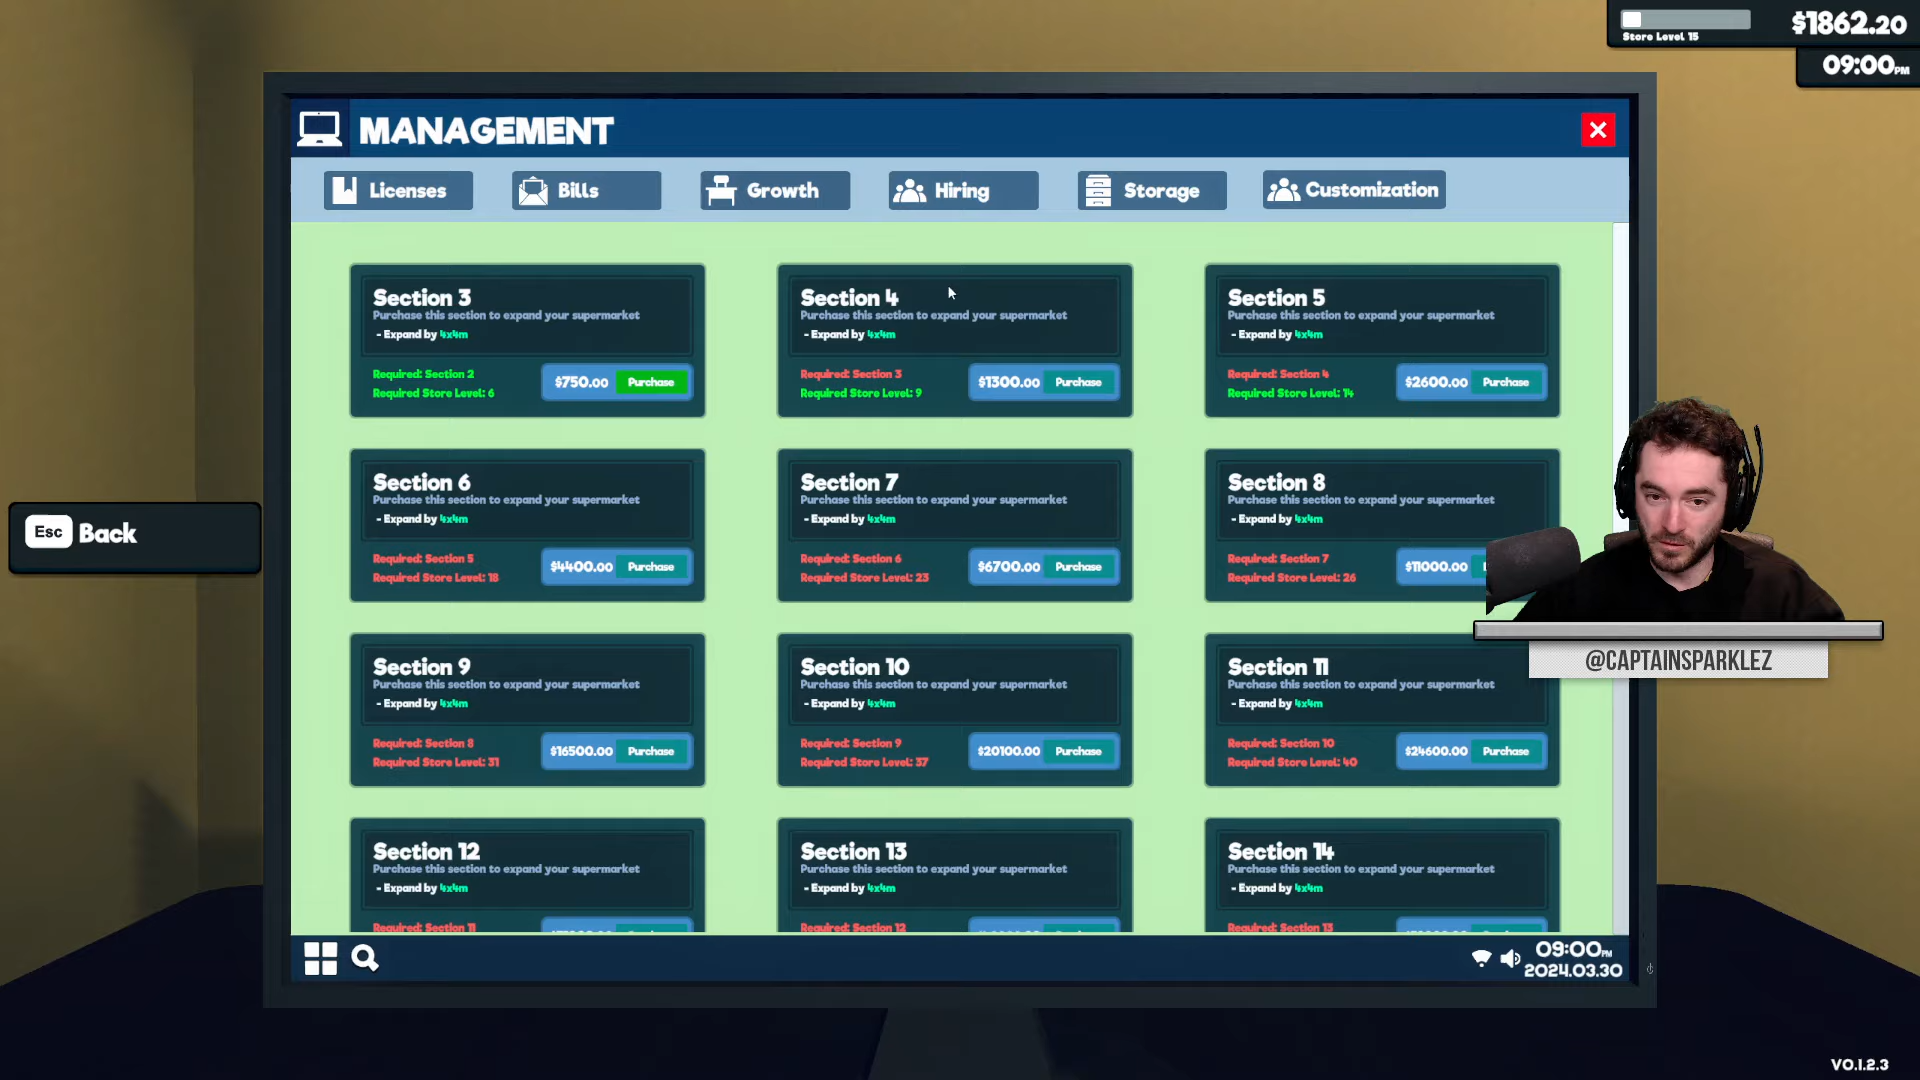 $1862.20
Store Level 15
09:00PM
MANAGEMENT
Licenses
Bills
Growth
Hiring
Storage
Customization
Section 3
Purchase this section to expand your supermarket
- Expand by 4x4m
Required: Section 2
Required Store Level: 6
$750.00 Purchase
Section 4
Purchase this section to expand your supermarket
- Expand by 4x4m
Required: Section 3
Required Store Level: 9
$1300.00 Purchase
Section 5
Purchase this section to expand your supermarket
- Expand by 4x4m
Required: Section 4
Required Store Level: 14
$2600.00 Purchase
Section 6
Purchase this section to expand your supermarket
- Expand by 4x4m
Required: Section 5
Required Store Level: 18
$4400.00 Purchase
Section 7
Purchase this section to expand your supermarket
- Expand by 4x4m
Required: Section 6
Required Store Level: 23
$6700.00 Purchase
Section 8
Purchase this section to expand your supermarket
- Expand by 4x4m
Required: Section 7
Required Store Level: 26
$11000.00
Esc Back
Section 9
Purchase this section to expand your supermarket
- Expand by 4x4m
Required: Section 8
Required Store Level: 31
$16500.00 Purchase
Section 10
Purchase this section to expand your supermarket
- Expand by 4x4m
Required: Section 9
Required Store Level: 37
$20100.00 Purchase
Section 11
Purchase this section to expand your supermarket
- Expand by 4x4m
Required: Section 10
Required Store Level: 40
$24600.00 Purchase
@CAPTAINSPARKLEZ
Section 12
Purchase this section to expand your supermarket
- Expand by 4x4m
Required: Section 11
Section 13
Purchase this section to expand your supermarket
- Expand by 4x4m
Required: Section 12
Section 14
Purchase this section to expand your supermarket
- Expand by 4x4m
Required: Section 13
09:00PM
2024.03.30
V0.1.2.3